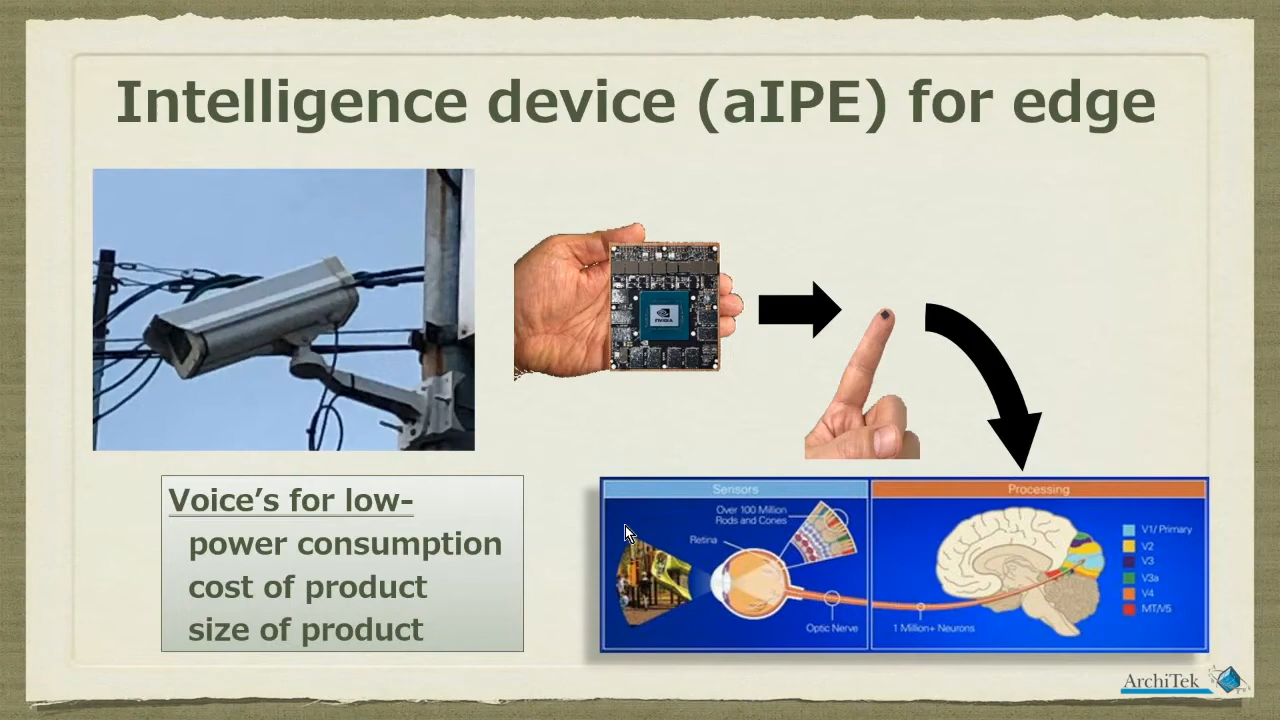 Intelligence device (aIPE) for edge
NVIDIA
Voice’s for low-
power consumption
cost of product
size of product
Sensors
Over 100 Million
Rods and Cones
Retina
Optic Nerve
Processing
1 Million+ Neurons
V1/ Primary
V2
V3
V3a
V4
MT/V5
ArchiTek